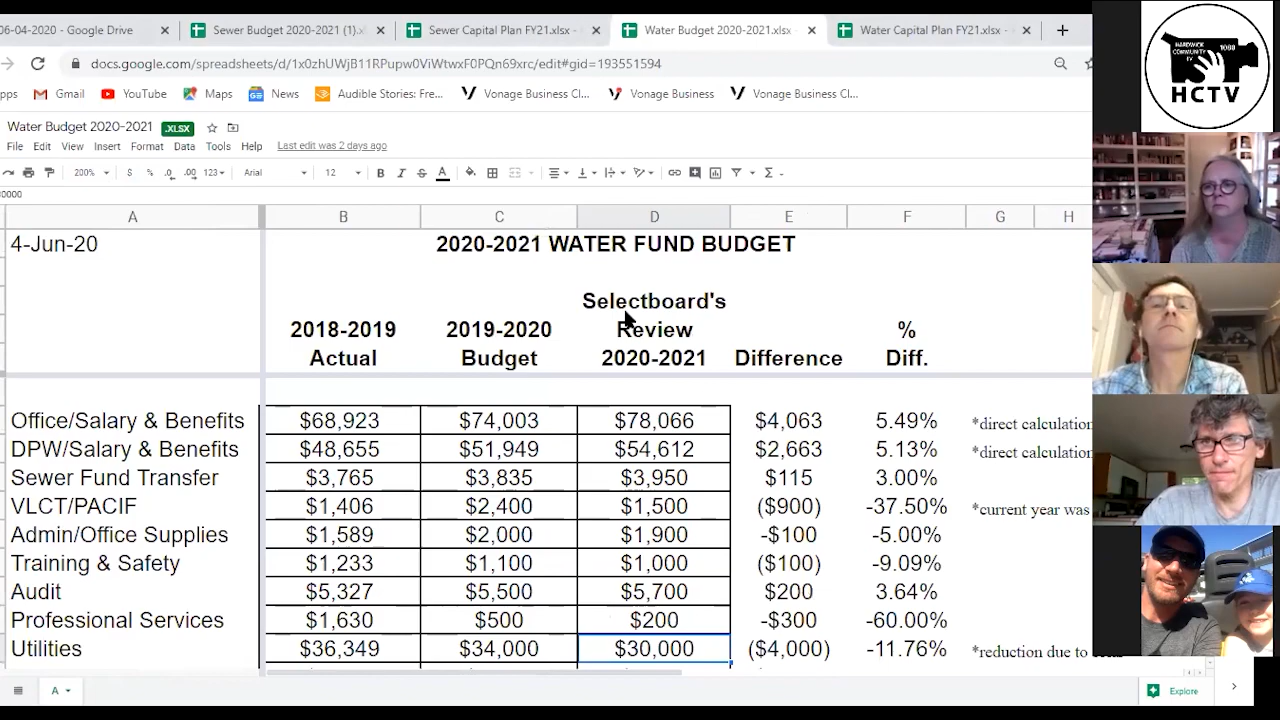 06-04-2020 - Google Drive
Sewer Budget 2020-2021 (1).xlsx
Sewer Capital Plan FY21.xlsx -
Water Budget 2020-2021.xlsx
Water Capital Plan FY21.xlsx -
Gmail YouTube Maps News Audible Stories: Fre... Vonage Business Cl... Vonage Business Vonage Business Cl...
Water Budget 2020-2021 .XLSX
File Edit View Insert Format Data Tools Help Last edit was 2 days ago
200% $ % .0 .00 123 Arial 12 B I S A
A B C D E F G H
4-Jun-20 2020-2021 WATER FUND BUDGET
Selectboard's
2018-2019 2019-2020 Review %
Actual Budget 2020-2021 Difference Diff.
Office/Salary & Benefits $68,923 $74,003 $78,066 $4,063 5.49% *direct calculation
DPW/Salary & Benefits $48,655 $51,949 $54,612 $2,663 5.13% *direct calculation
Sewer Fund Transfer $3,765 $3,835 $3,950 $115 3.00%
VLCT/PACIF $1,406 $2,400 $1,500 ($900) -37.50% *current year was
Admin/Office Supplies $1,589 $2,000 $1,900 -$100 -5.00%
Training & Safety $1,233 $1,100 $1,000 ($100) -9.09%
Audit $5,327 $5,500 $5,700 $200 3.64%
Professional Services $1,630 $500 $200 -$300 -60.00%
Utilities $36,349 $34,000 $30,000 ($4,000) -11.76% *reduction due to
A
Explore
HARDWICK
COMMUNITY
TV
1088
HCTV